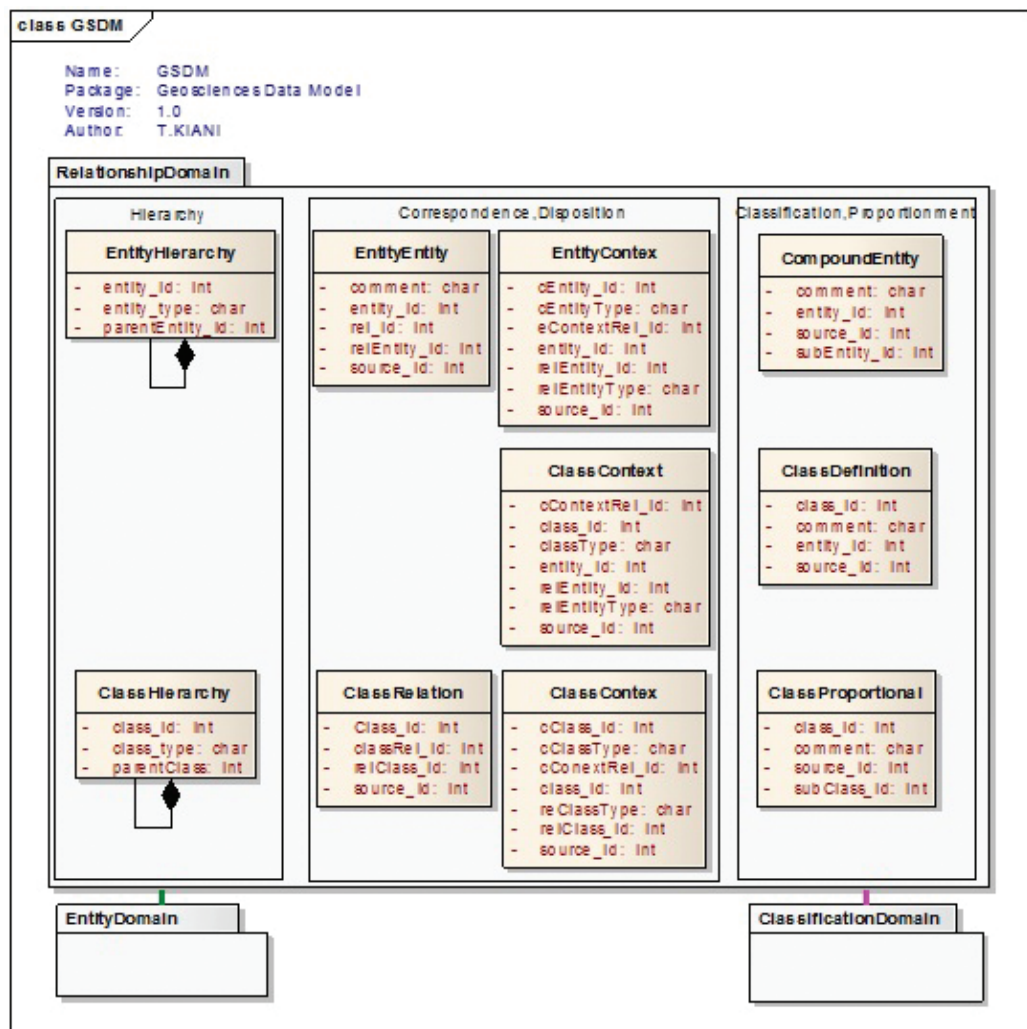 class GSDM
Name: GSDM
Package: Geosciences Data Model
Version: 1.0
Author: T.KIANI
RelationshipDomain
Hierarchy
EntityHierarchy
- entity_id: int
- entity_type: char
- parentEntity_id: int
ClassHierarchy
- class_id: int
- class_type: char
- parentClass: int
Correspondence,Disposition
EntityEntity
- comment: char
- entity_id: int
- rel_id: int
- relEntity_id: int
- source_id: int
EntityContex
- cEntity_id: int
- cEntityType: char
- eContextRel_id: int
- entity_id: int
- relEntity_id: int
- relEntityType: char
- source_id: int
ClassContext
- cContextRel_id: int
- class_id: int
- classType: char
- entity_id: int
- relEntity_id: int
- relEntityType: char
- source_id: int
ClassRelation
- Class_id: int
- classRel_id: int
- relClass_id: int
- source_id: int
ClassContex
- cClass_id: int
- cClassType: char
- cConextRel_id: int
- class_id: int
- reClassType: char
- relClass_id: int
- source_id: int
Classification,Proportionment
CompoundEntity
- comment: char
- entity_id: int
- source_id: int
- subEntity_id: int
ClassDefinition
- class_id: int
- comment: char
- entity_id: int
- source_id: int
ClassProportional
- class_id: int
- comment: char
- source_id: int
- subClass_id: int
EntityDomain
ClassificationDomain